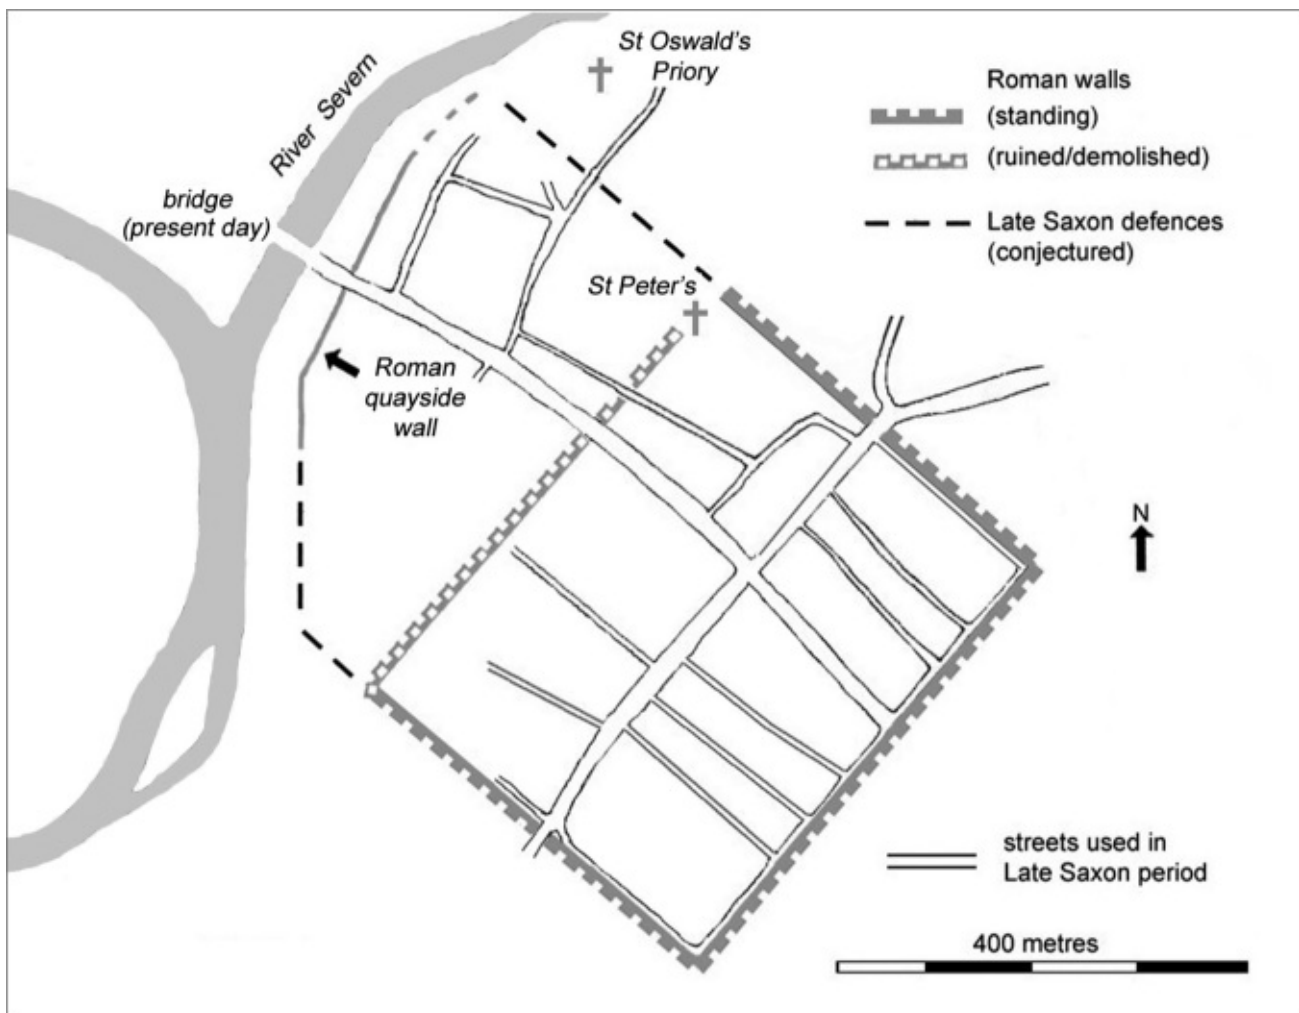 St Oswald's
Priory
River Severn
bridge
(present day)
St Peter's
Roman
quayside
wall
Roman walls
(standing)
(ruined/demolished)
Late Saxon defences
(conjectured)
N
streets used in
Late Saxon period
400 metres